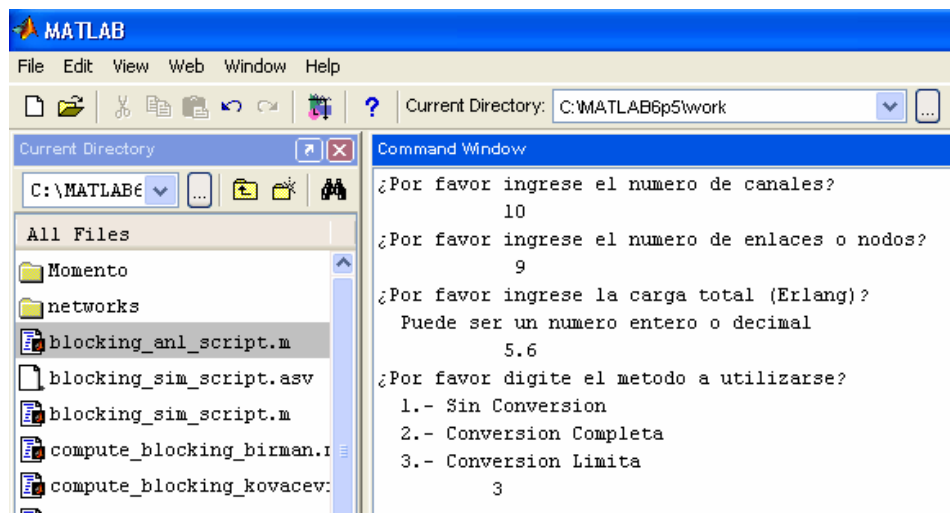 MATLAB
File Edit View Web Window Help
? Current Directory: C:\MATLAB6p5\work ...
Current Directory
C:\MATLAB6 ...
All Files
Momento
networks
blocking_anl_script.m
blocking_sim_script.asv
blocking_sim_script.m
compute_blocking_birman.m
compute_blocking_kovacev:
Command Window
¿Por favor ingrese el numero de canales?
10
¿Por favor ingrese el numero de enlaces o nodos?
9
¿Por favor ingrese la carga total (Erlang)?
Puede ser un numero entero o decimal
5.6
¿Por favor digite el metodo a utilizarse?
1.- Sin Conversion
2.- Conversion Completa
3.- Conversion Limita
3